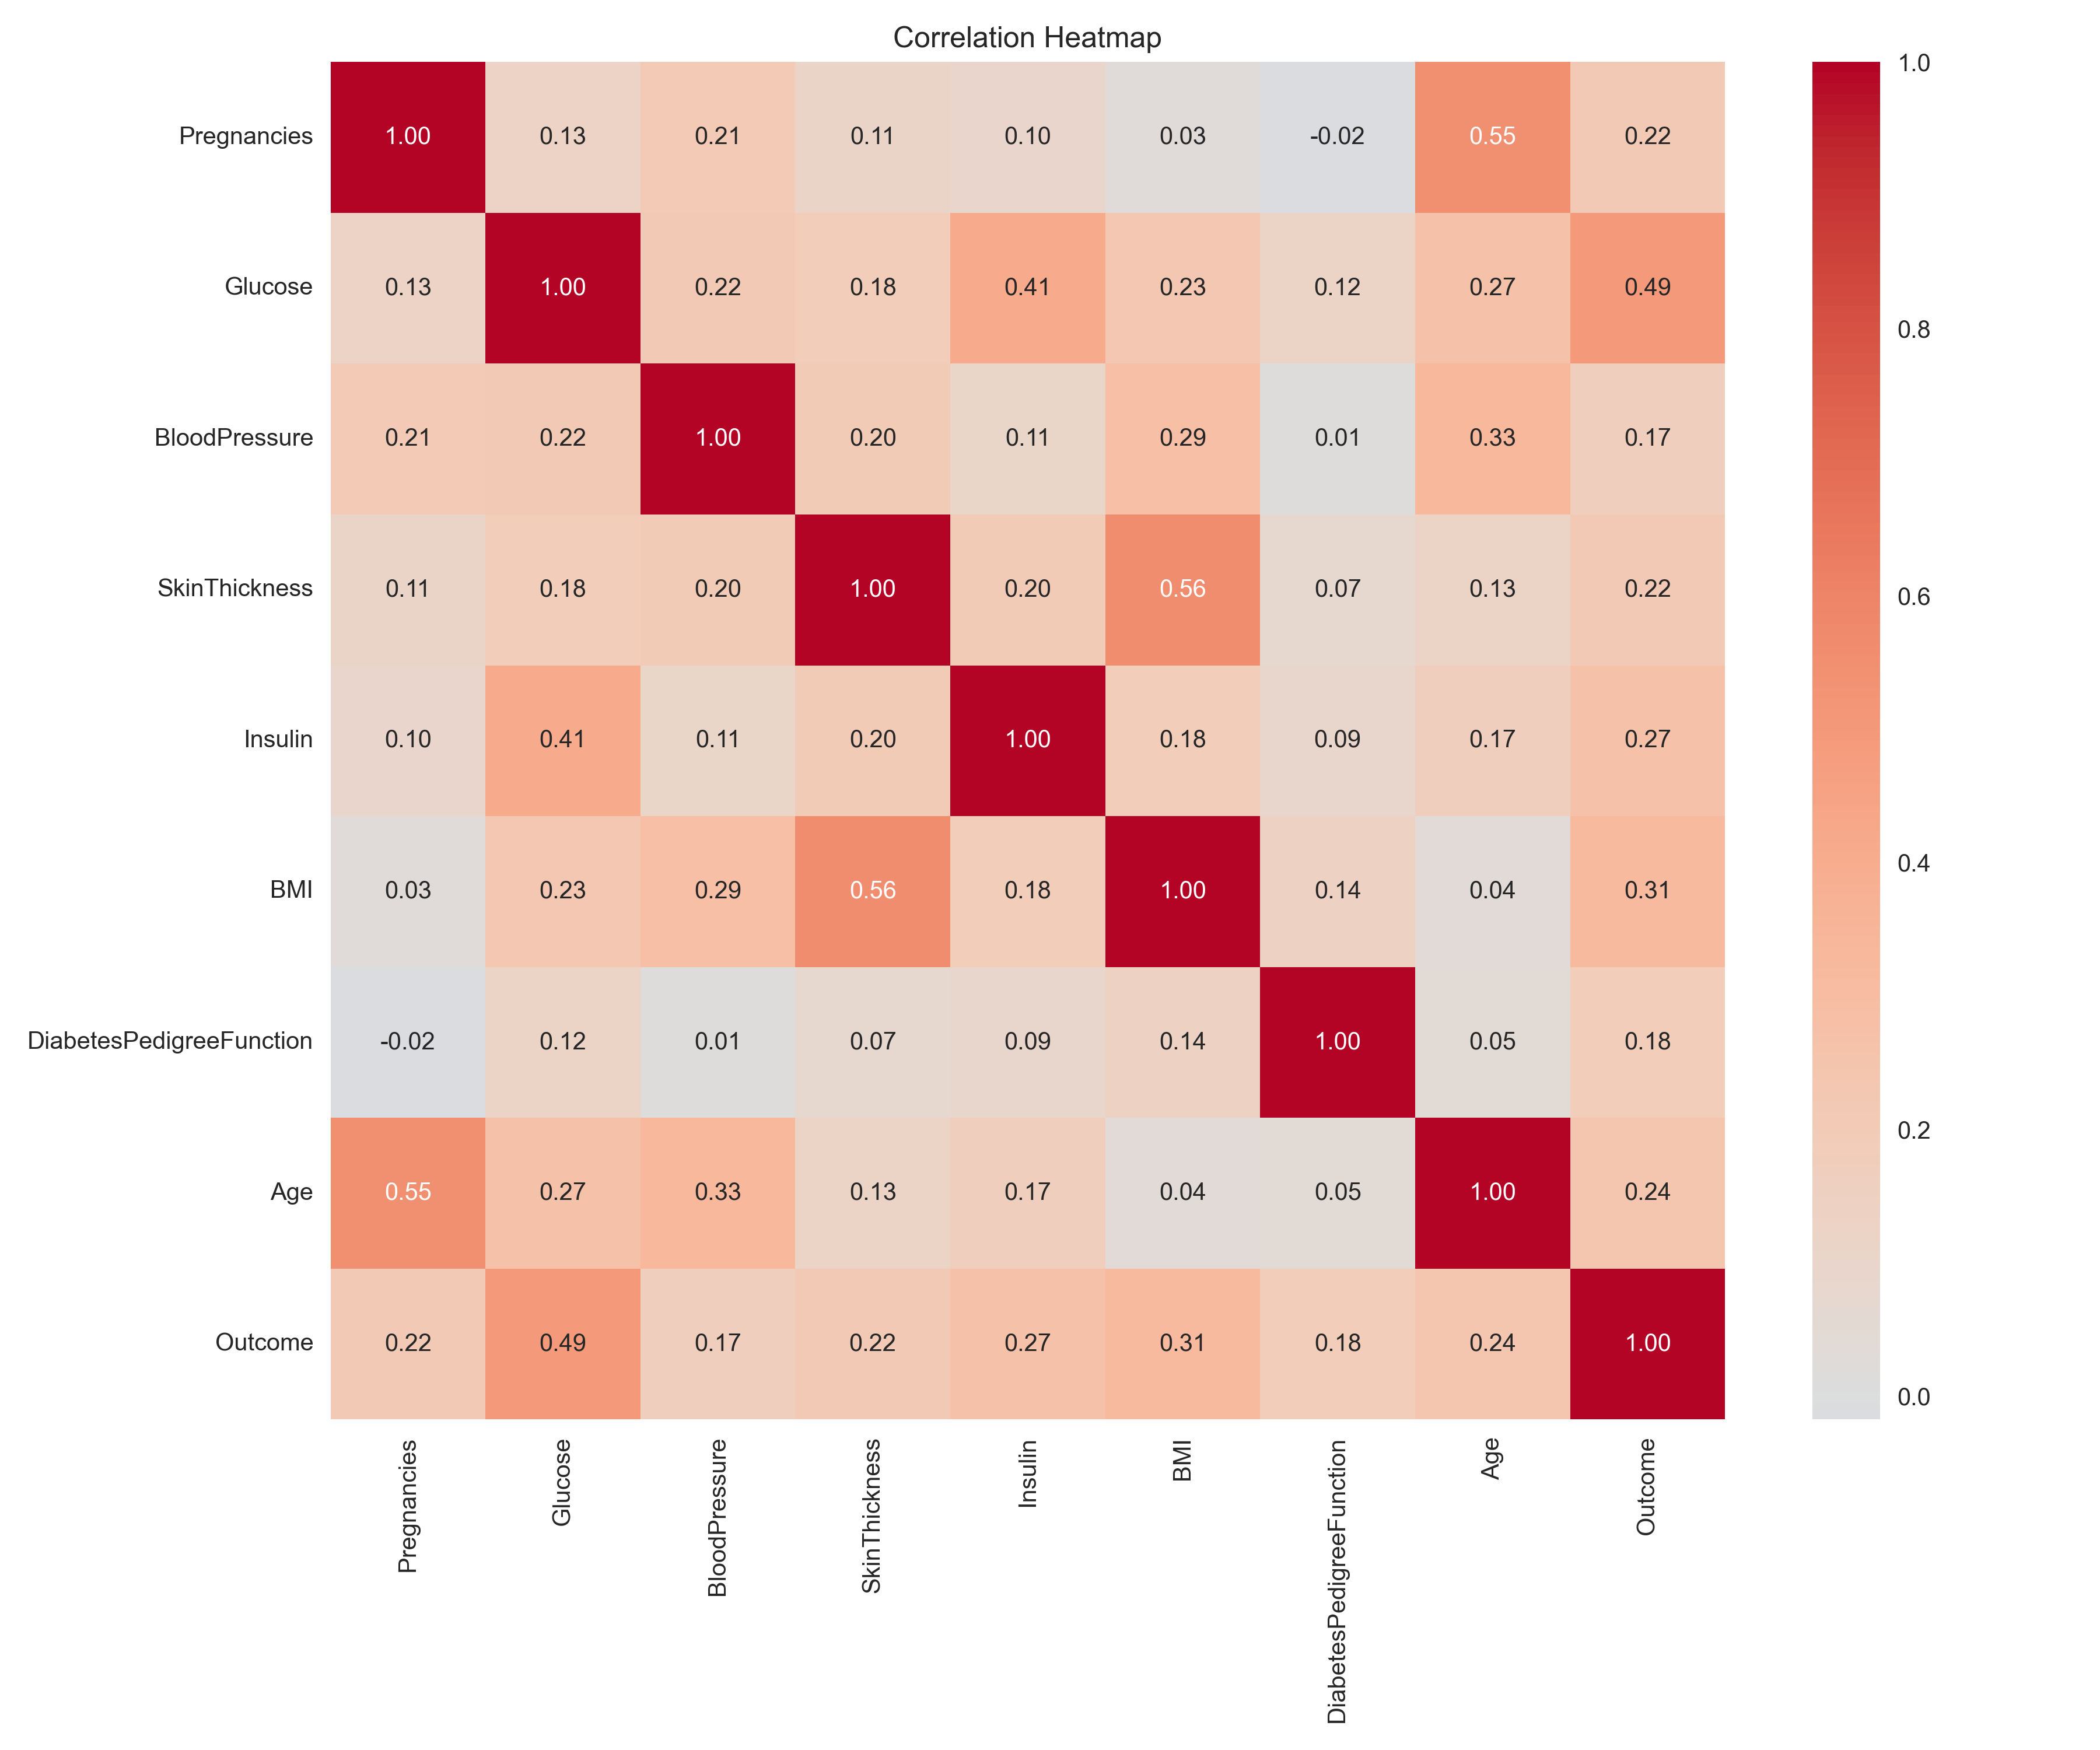 Correlation Heatmap
Pregnancies 1.00 0.13 0.21 0.11 0.10 0.03 -0.02 0.55 0.22
Glucose 0.13 1.00 0.22 0.18 0.41 0.23 0.12 0.27 0.49
BloodPressure 0.21 0.22 1.00 0.20 0.11 0.29 0.01 0.33 0.17
SkinThickness 0.11 0.18 0.20 1.00 0.20 0.56 0.07 0.13 0.22
Insulin 0.10 0.41 0.11 0.20 1.00 0.18 0.09 0.17 0.27
BMI 0.03 0.23 0.29 0.56 0.18 1.00 0.14 0.04 0.31
DiabetesPedigreeFunction -0.02 0.12 0.01 0.07 0.09 0.14 1.00 0.05 0.18
Age 0.55 0.27 0.33 0.13 0.17 0.04 0.05 1.00 0.24
Outcome 0.22 0.49 0.17 0.22 0.27 0.31 0.18 0.24 1.00
Pregnancies
Glucose
BloodPressure
SkinThickness
Insulin
BMI
DiabetesPedigreeFunction
Age
Outcome
1.0
0.8
0.6
0.4
0.2
0.0